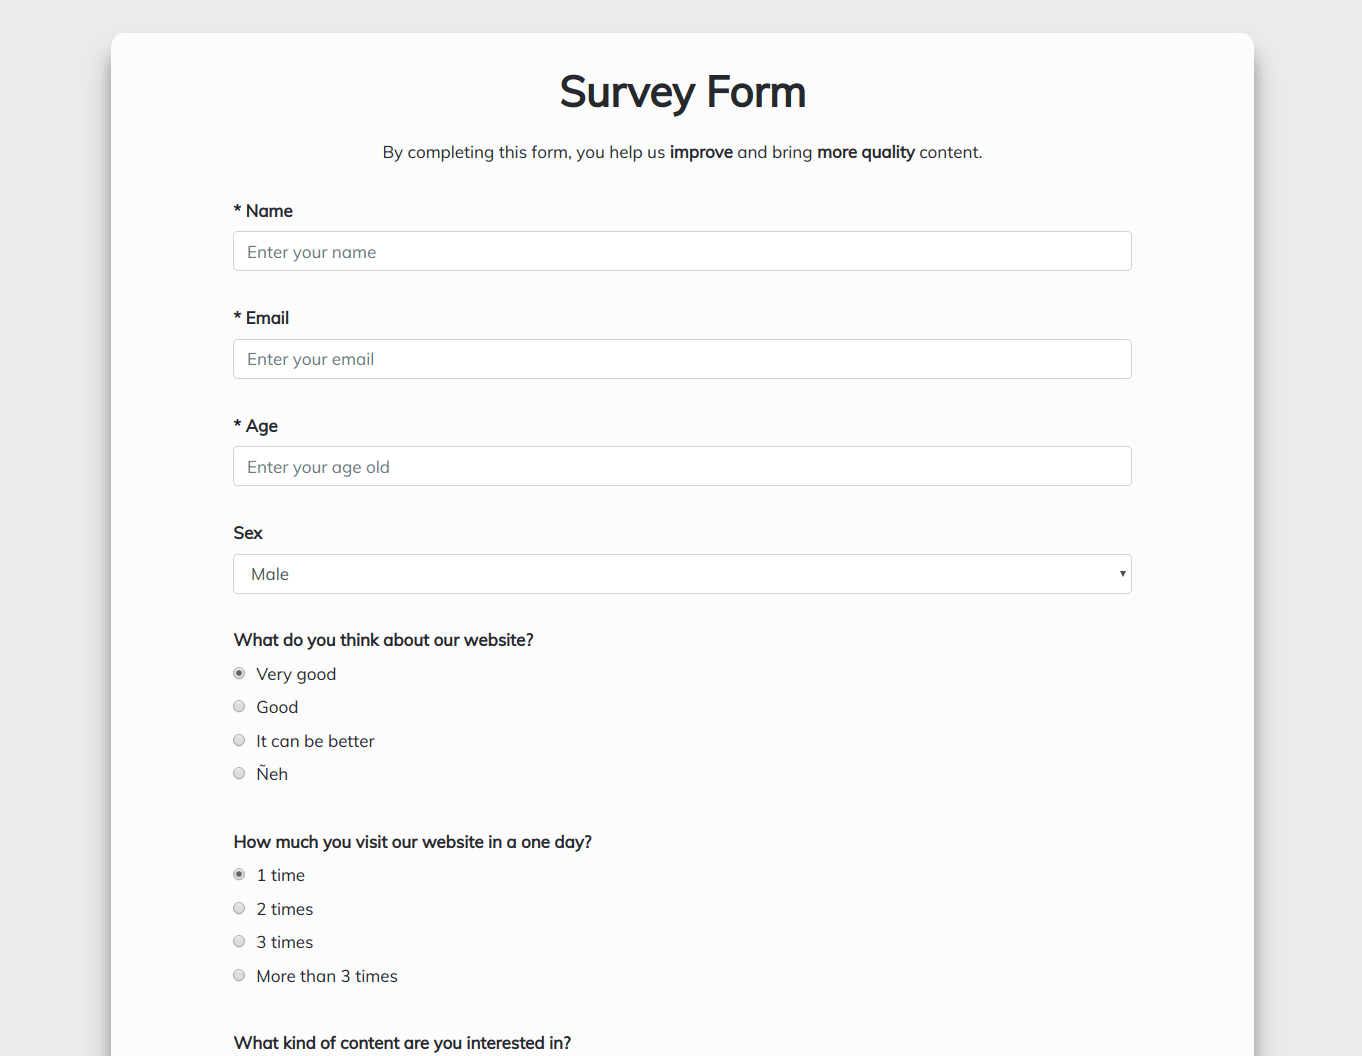 Survey Form
By completing this form, you help us improve and bring more quality content.
* Name
Enter your name
* Email
Enter your email
* Age
Enter your age old
Sex
Male
What do you think about our website?
Very good
Good
It can be better
Ñeh
How much you visit our website in a one day?
1 time
2 times
3 times
More than 3 times
What kind of content are you interested in?